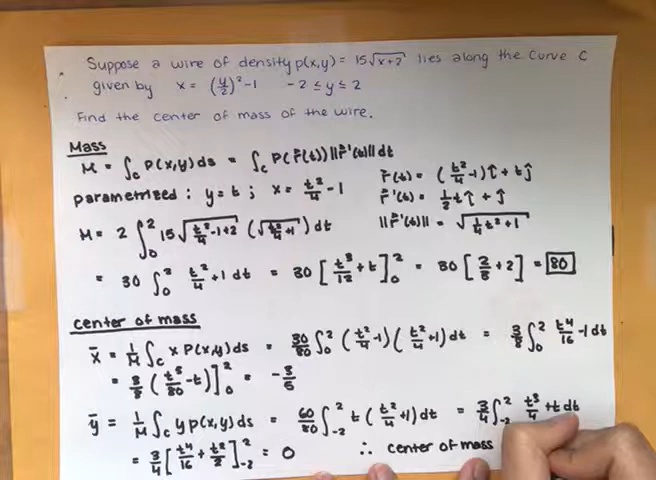 Suppose a wire of density p(x,y) = 15√x+2 lies along the curve C
given by x = (y/2)² -1 -2 ≤ y ≤ 2
Find the center of mass of the wire.
Mass
M = ∫c P(x,y) ds = ∫c P(r⃗(t)) ||r⃗'(t)|| dt
parametrized: y=t; x = t²/4 - 1
r⃗(t) = (t²/4 - 1)î + tĵ
r⃗'(t) = 1/2 tî + ĵ
||r⃗'(t)|| = √(1/4 t² + 1)
M = 2 ∫₀² 15√(t²/4 - 1 + 2) (√(t²/4 + 1)) dt
= 30 ∫₀² t²/4 + 1 dt = 30 [t³/12 + t]₀² = 30 [2/3 + 2] = 80
center of mass
x̄ = 1/M ∫c x P(x,y) ds = 30/80 ∫₀² (t²/4 - 1)(t²/4 + 1) dt = 3/8 ∫₀² t⁴/16 - 1 dt
= 3/8 (t⁵/80 - t)]₀² = -3/5
ȳ = 1/M ∫c y p(x,y) ds = 60/80 ∫₋₂² t (t²/4 + 1) dt = 3/4 ∫₋₂² t³/4 + t dt
= 3/4 [t⁴/16 + t²/2]₋₂² = 0 ∴ center of mass